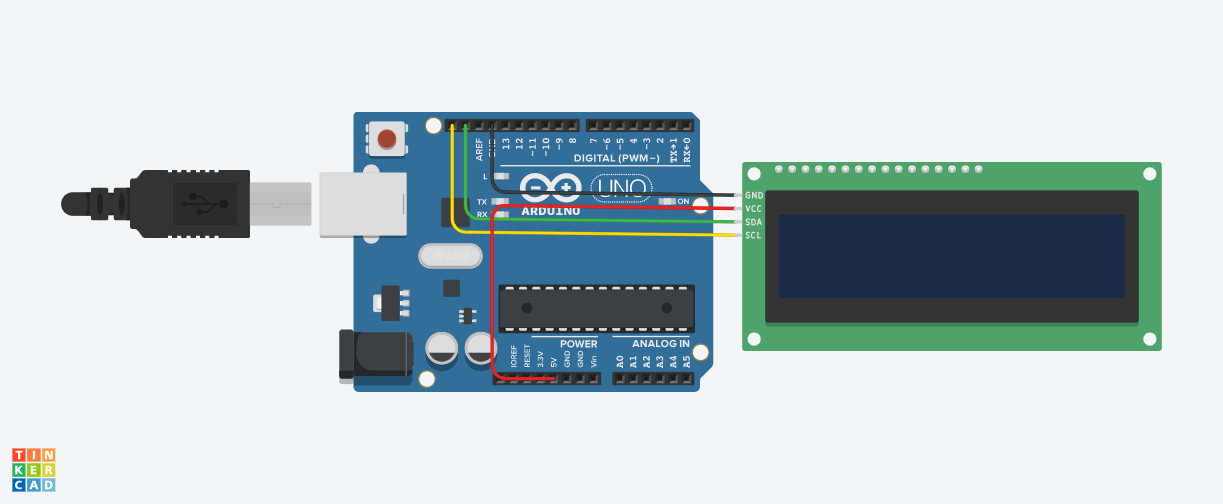 AREF
13
12
~11
~10
~9
8
7
~6
~5
4
~3
2
TX→1
RX←0
DIGITAL (PWM~)
L
TX
RX
UNO
ARDUINO
ON
GND
VCC
SDA
SCL
POWER
ANALOG IN
IOREF
RESET
3.3V
5V
GND
GND
Vin
A0
A1
A2
A3
A4
A5
TIN
KER
CAD